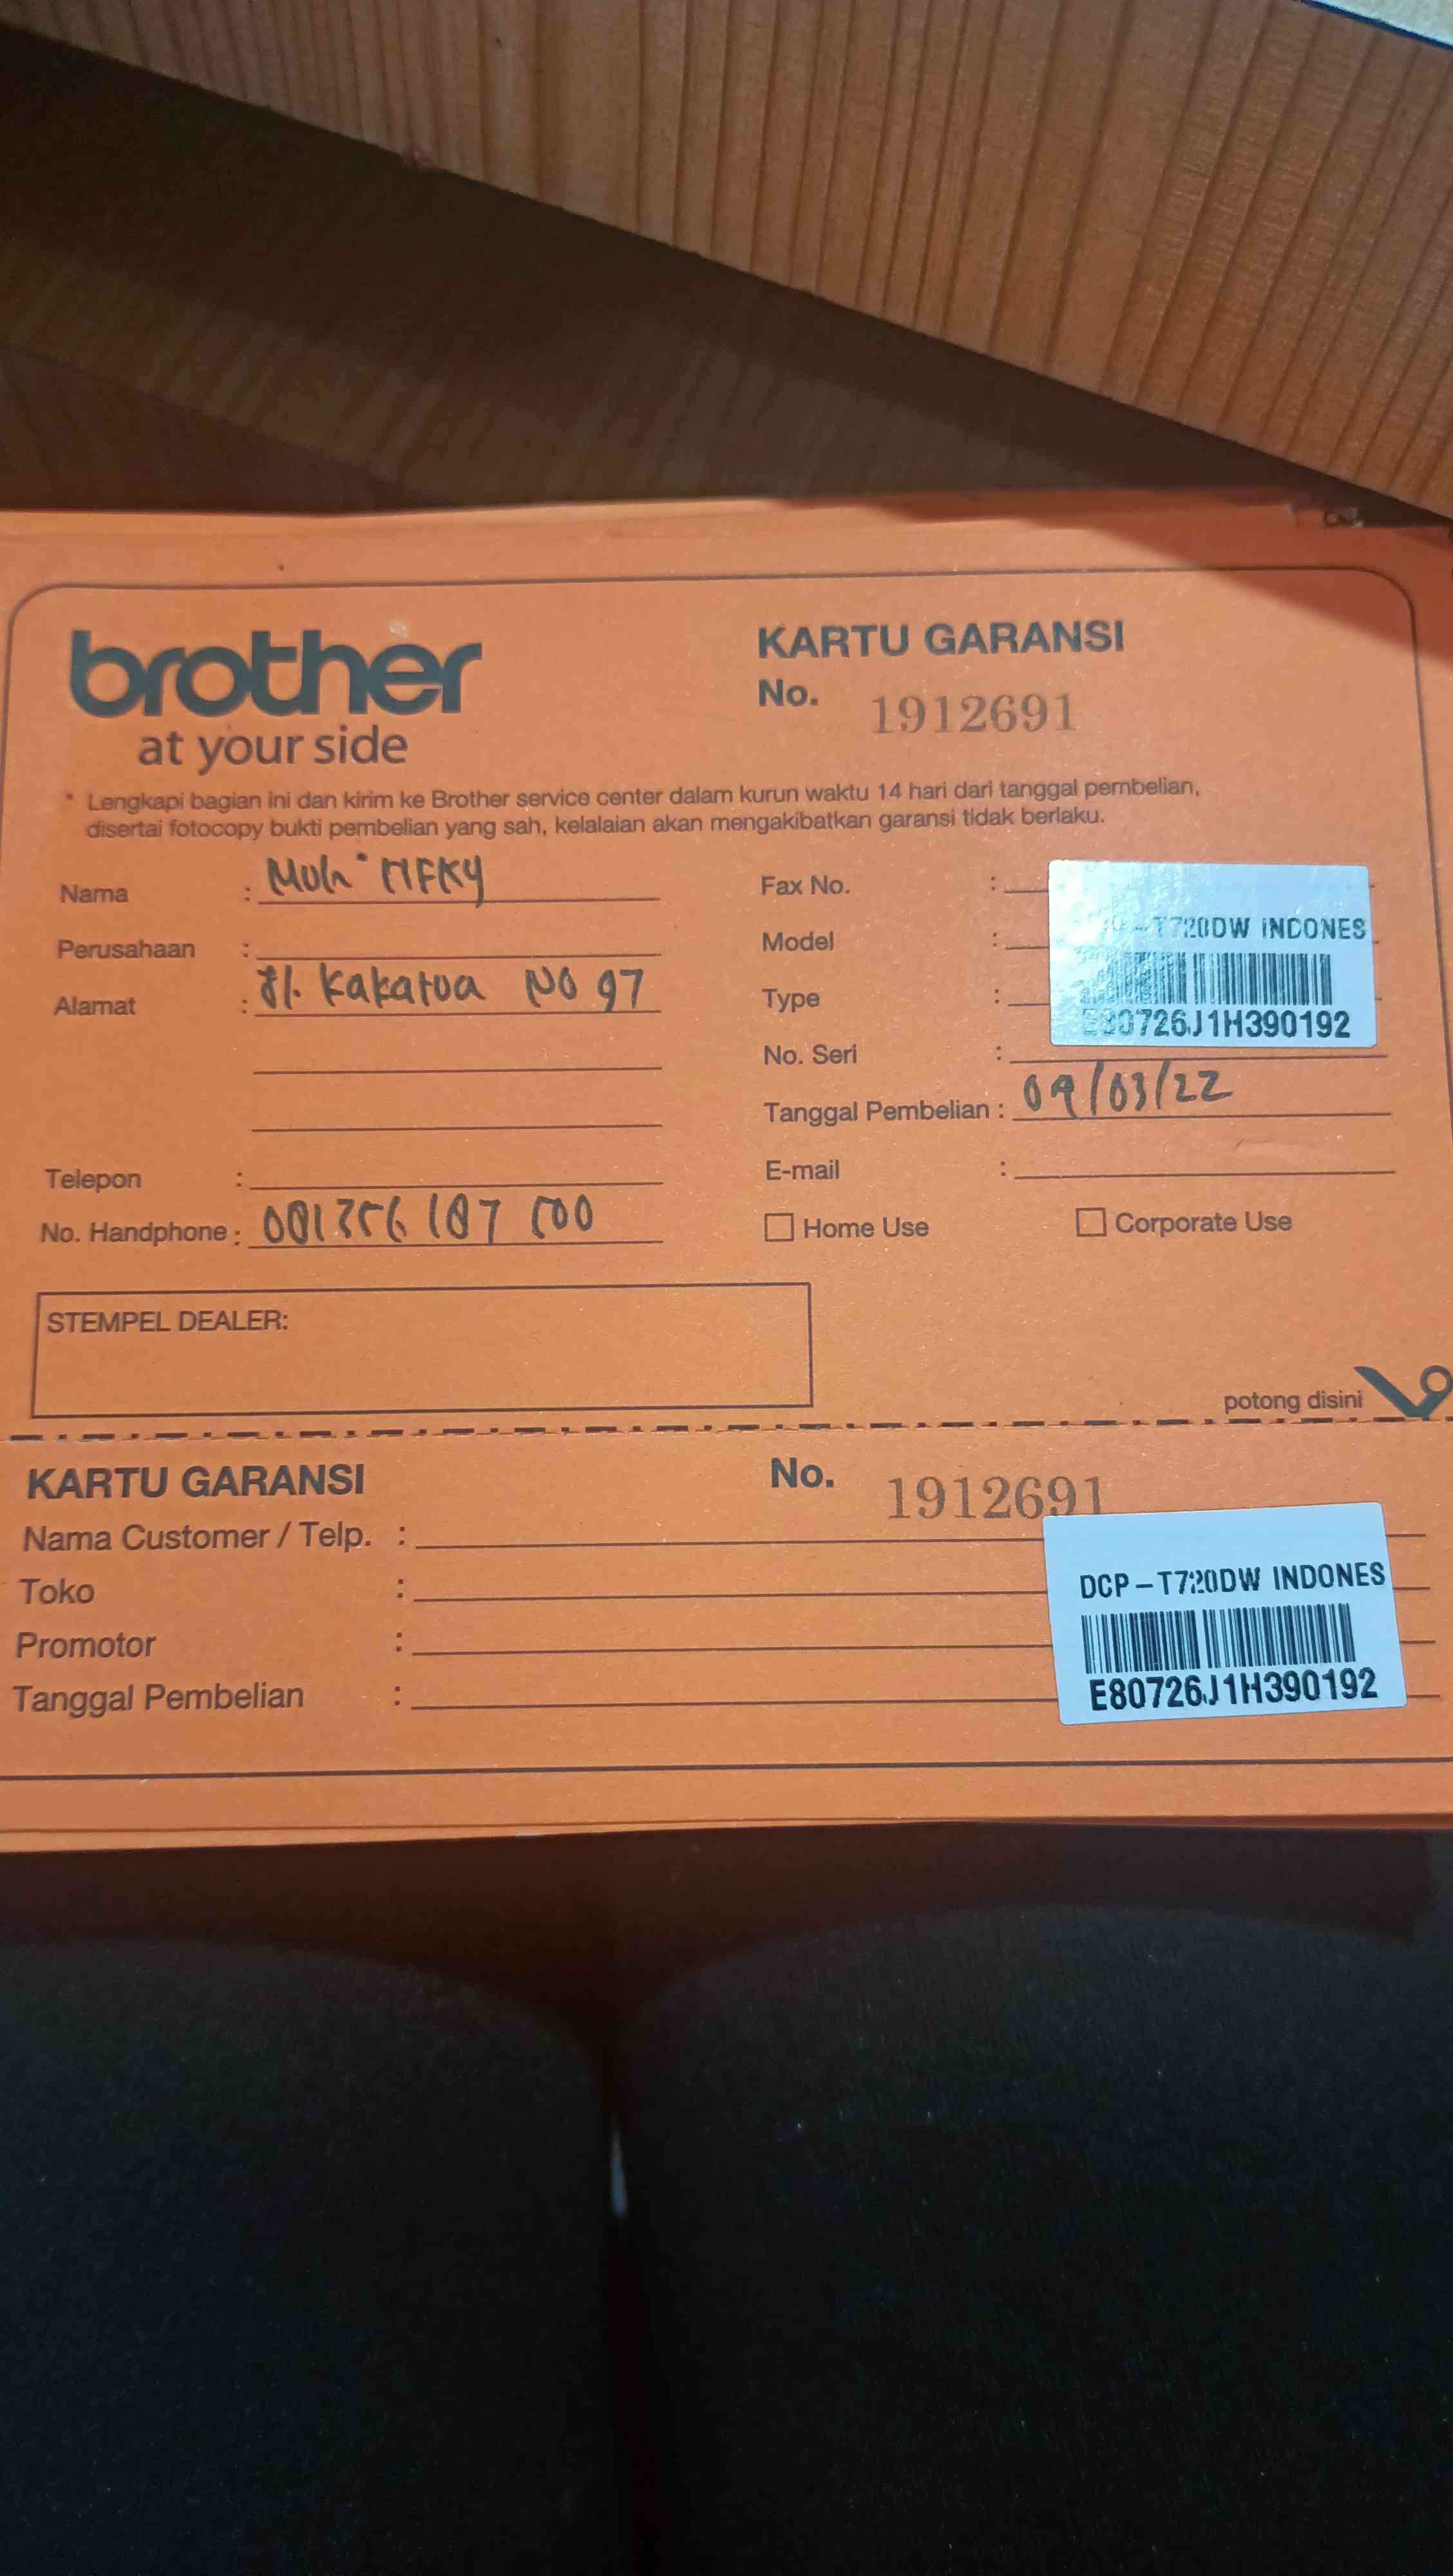 brother
at your side
KARTU GARANSI
No. 1912691
* Lengkapi bagian ini dan kirim ke Brother service center dalam kurun waktu 14 hari dari tanggal pembelian,
disertai fotocopy bukti pembelian yang sah, kelalaian akan mengakibatkan garansi tidak berlaku.
Nama : Muh
Perusahaan :
Alamat : Jl. Kakatua No 97
Telepon :
No. Handphone :
Fax No. :
Model :
Type :
No. Seri :
T720DW INDONES
E80726J1H390192
Tanggal Pembelian : 09/03/22
E-mail :
Home Use
Corporate Use
STEMPEL DEALER:
potong disini
KARTU GARANSI
No. 1912691
Nama Customer / Telp. :
Toko :
Promotor :
Tanggal Pembelian :
DCP-T720DW INDONES
E80726J1H390192